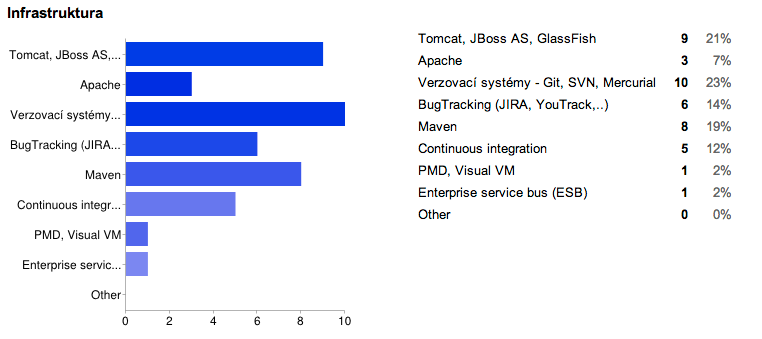 Infrastruktura
Tomcat, JBoss AS,...
Apache
Verzovací systémy...
BugTracking (JIRA...
Maven
Continuous integr...
PMD, Visual VM
Enterprise servic...
Other
0 2 4 6 8 10
Tomcat, JBoss AS, GlassFish 9 21%
Apache 3 7%
Verzovací systémy - Git, SVN, Mercurial 10 23%
BugTracking (JIRA, YouTrack,..) 6 14%
Maven 8 19%
Continuous integration 5 12%
PMD, Visual VM 1 2%
Enterprise service bus (ESB) 1 2%
Other 0 0%